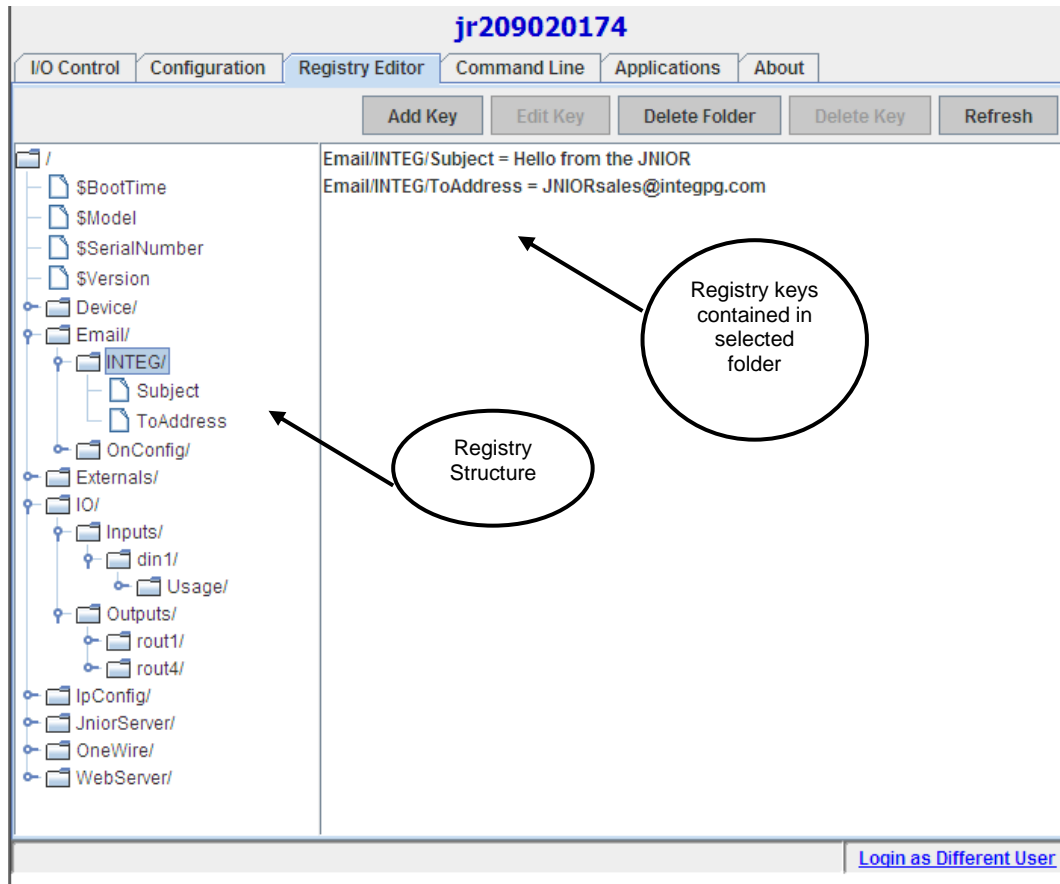 jr209020174
I/O Control Configuration Registry Editor Command Line Applications About
Add Key Edit Key Delete Folder Delete Key Refresh
/
$BootTime
$Model
$SerialNumber
$Version
Device/
Email/
INTEG/
Subject
ToAddress
OnConfig/
Externals/
IO/
Inputs/
din1/
Usage/
Outputs/
rout1/
rout4/
IpConfig/
JniorServer/
OneWire/
WebServer/
Email/INTEG/Subject = Hello from the JNIOR
Email/INTEG/ToAddress = JNIORsales@integpg.com
Registry keys
contained in
selected
folder
Registry
Structure
Login as Different User